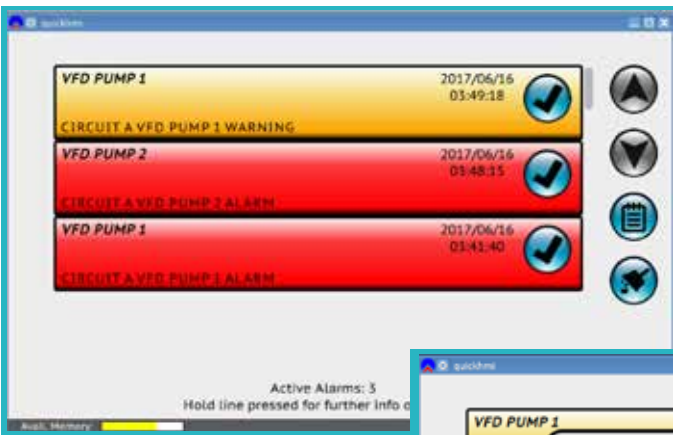 quickhmi
VFD PUMP 1
2017/06/16
03:49:18
CIRCUIT A VFD PUMP 1 WARNING
VFD PUMP 2
2017/06/16
03:48:15
CIRCUIT A VFD PUMP 2 ALARM
VFD PUMP 1
2017/06/16
03:41:40
CIRCUIT A VFD PUMP 1 ALARM
Active Alarms: 3
Hold line pressed for further info
Avail. Memory
quickhmi
VFD PUMP 1